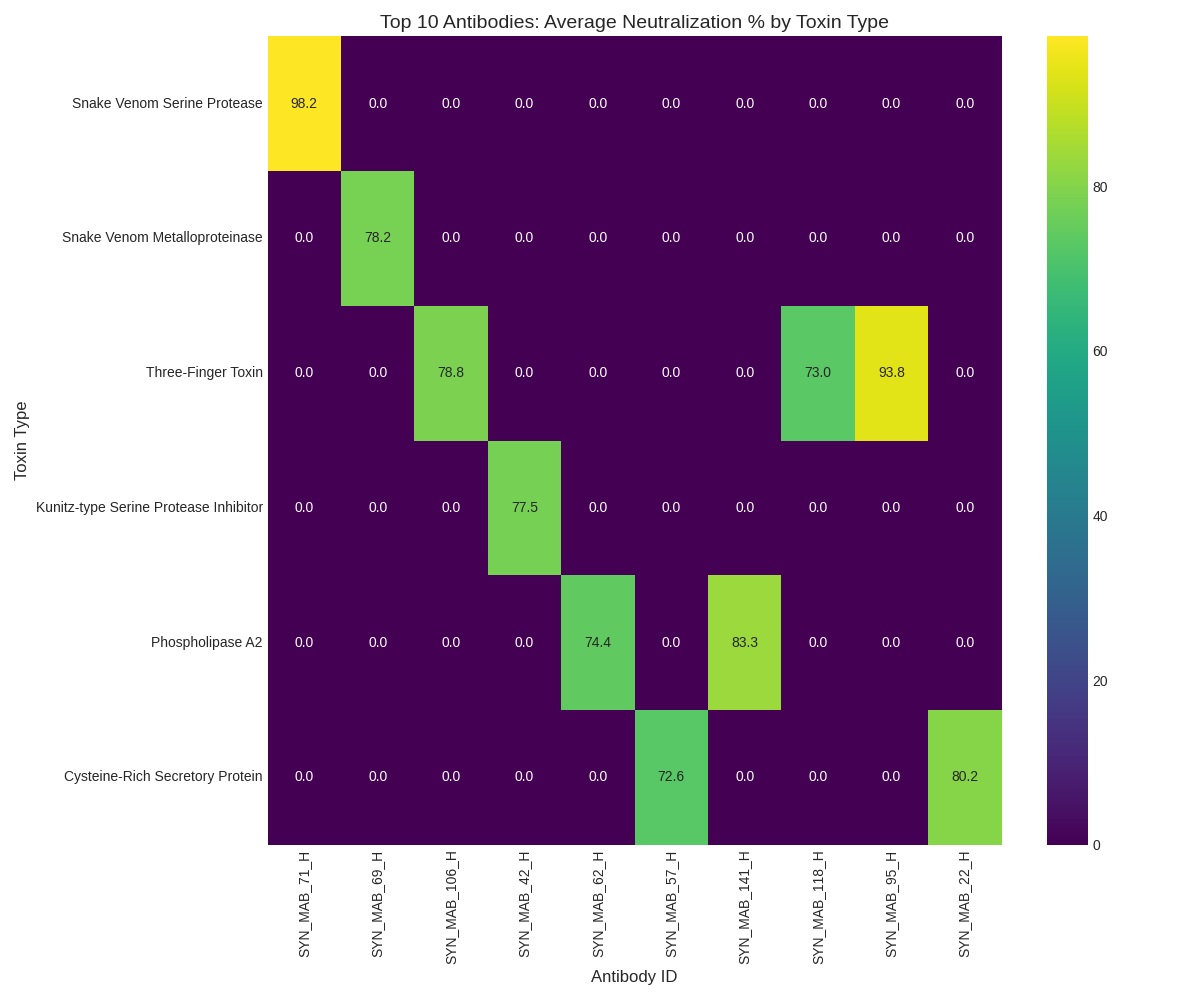 Top 10 Antibodies: Average Neutralization % by Toxin Type
Toxin Type
Snake Venom Serine Protease 98.2 0.0 0.0 0.0 0.0 0.0 0.0 0.0 0.0 0.0
Snake Venom Metalloproteinase 0.0 78.2 0.0 0.0 0.0 0.0 0.0 0.0 0.0 0.0
Three-Finger Toxin 0.0 0.0 78.8 0.0 0.0 0.0 0.0 73.0 93.8 0.0
Kunitz-type Serine Protease Inhibitor 0.0 0.0 0.0 77.5 0.0 0.0 0.0 0.0 0.0 0.0
Phospholipase A2 0.0 0.0 0.0 0.0 74.4 0.0 83.3 0.0 0.0 0.0
Cysteine-Rich Secretory Protein 0.0 0.0 0.0 0.0 0.0 72.6 0.0 0.0 0.0 80.2
SYN_MAB_71_H
SYN_MAB_69_H
SYN_MAB_106_H
SYN_MAB_42_H
SYN_MAB_62_H
SYN_MAB_57_H
SYN_MAB_141_H
SYN_MAB_118_H
SYN_MAB_95_H
SYN_MAB_22_H
Antibody ID
80
60
40
20
0